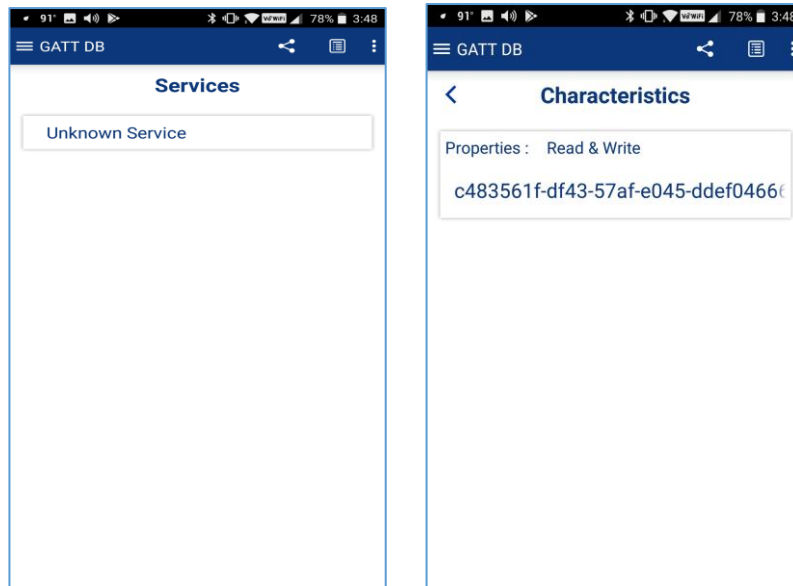 91° 78% 3:48
GATT DB
Services
Unknown Service
91° 78% 3:48
GATT DB
Characteristics
Properties : Read & Write
c483561f-df43-57af-e045-ddef0466